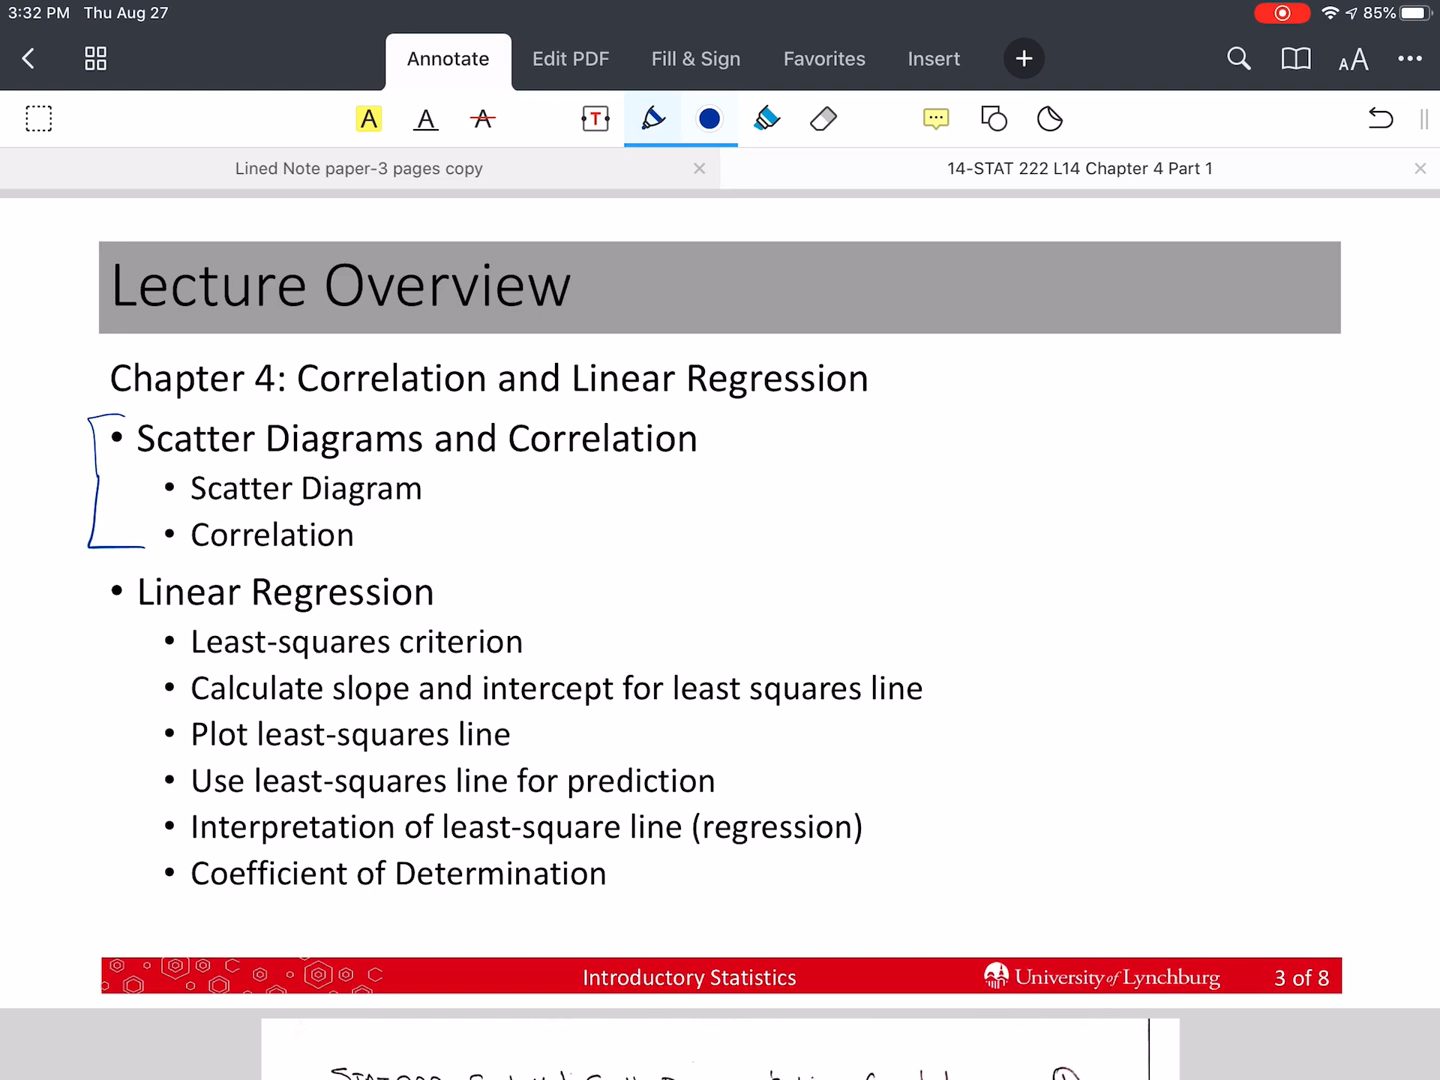 3:32 PM Thu Aug 27
85%
Annotate Edit PDF Fill & Sign Favorites Insert
AA
A A A T
Lined Note paper-3 pages copy
14-STAT 222 L14 Chapter 4 Part 1
Lecture Overview
Chapter 4: Correlation and Linear Regression
• Scatter Diagrams and Correlation
• Scatter Diagram
• Correlation
• Linear Regression
• Least-squares criterion
• Calculate slope and intercept for least squares line
• Plot least-squares line
• Use least-squares line for prediction
• Interpretation of least-square line (regression)
• Coefficient of Determination
Introductory Statistics
University of Lynchburg
3 of 8